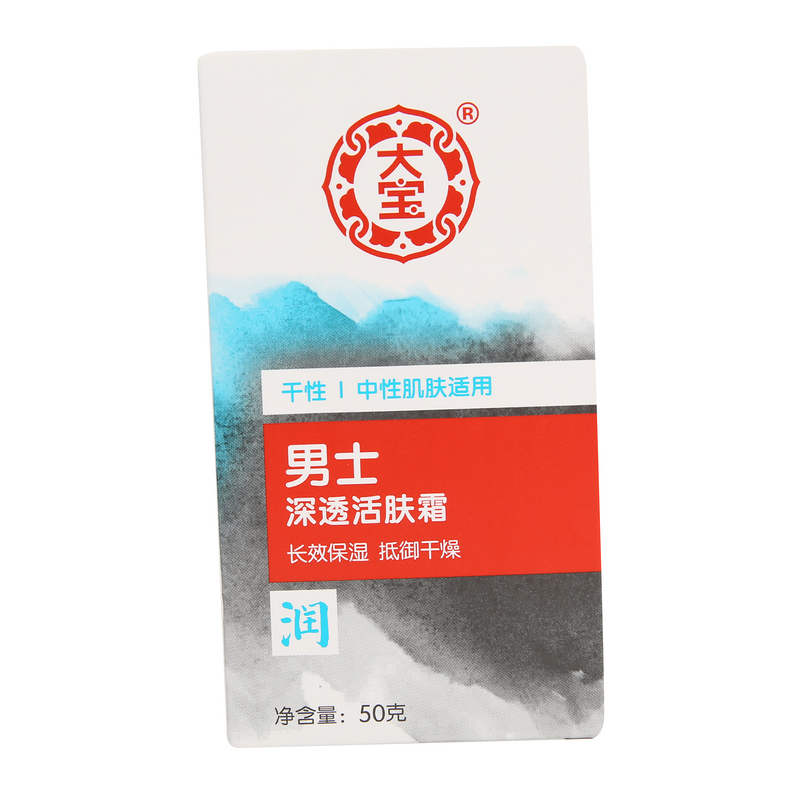 ®
大
宝
干性 | 中性肌肤适用
男士
深透活肤霜
长效保湿 抵御干燥
润
净含量：50克